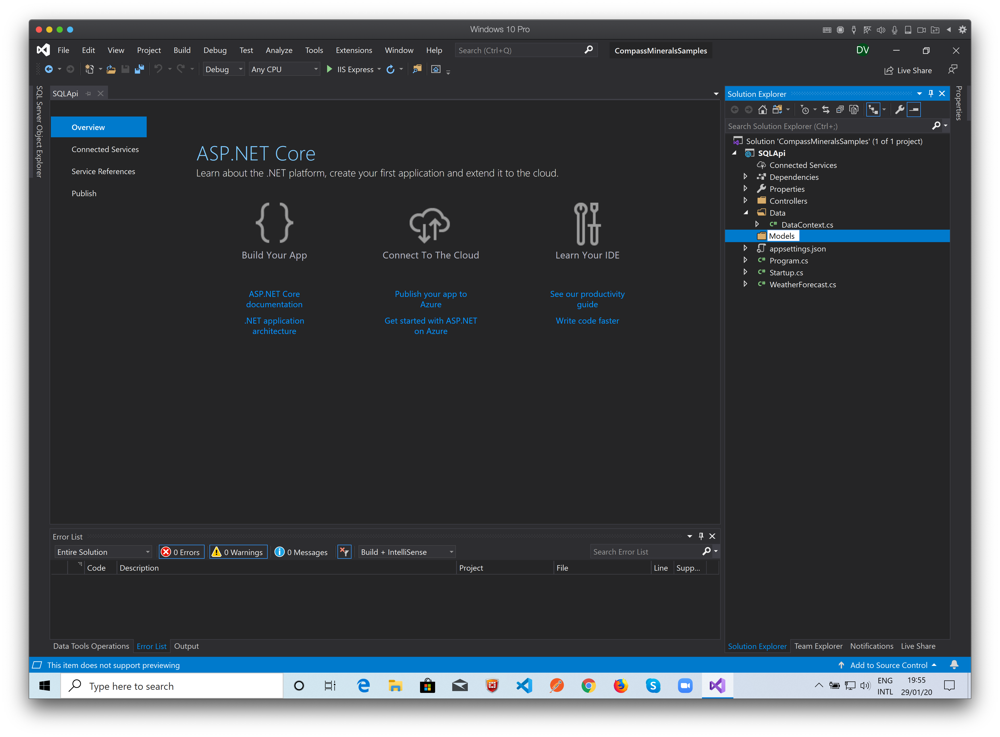 Windows 10 Pro
File Edit View Project Build Debug Test Analyze Tools Extensions Window Help Search (Ctrl+Q) CompassMineralsSamples DV
Debug Any CPU IIS Express Live Share
SQL Server Object Explorer
SQLApi
Overview
Connected Services
Service References
Publish
ASP.NET Core
Learn about the .NET platform, create your first application and extend it to the cloud.
Build Your App
Connect To The Cloud
Learn Your IDE
ASP.NET Core
documentation
.NET application
architecture
Publish your app to
Azure
Get started with ASP.NET
on Azure
See our productivity
guide
Write code faster
Error List
Entire Solution 0 Errors 0 Warnings 0 Messages Build + IntelliSense Search Error List
Code Description Project File Line Supp...
Data Tools Operations Error List Output
Solution Explorer
Search Solution Explorer (Ctrl+;)
Solution 'CompassMineralsSamples' (1 of 1 project)
SQLApi
Connected Services
Dependencies
Properties
Controllers
Data
C# DataContext.cs
Models
appsettings.json
C# Program.cs
C# Startup.cs
C# WeatherForecast.cs
Solution Explorer Team Explorer Notifications Live Share
Properties
This item does not support previewing Add to Source Control
Type here to search
ENG
INTL
19:55
29/01/20